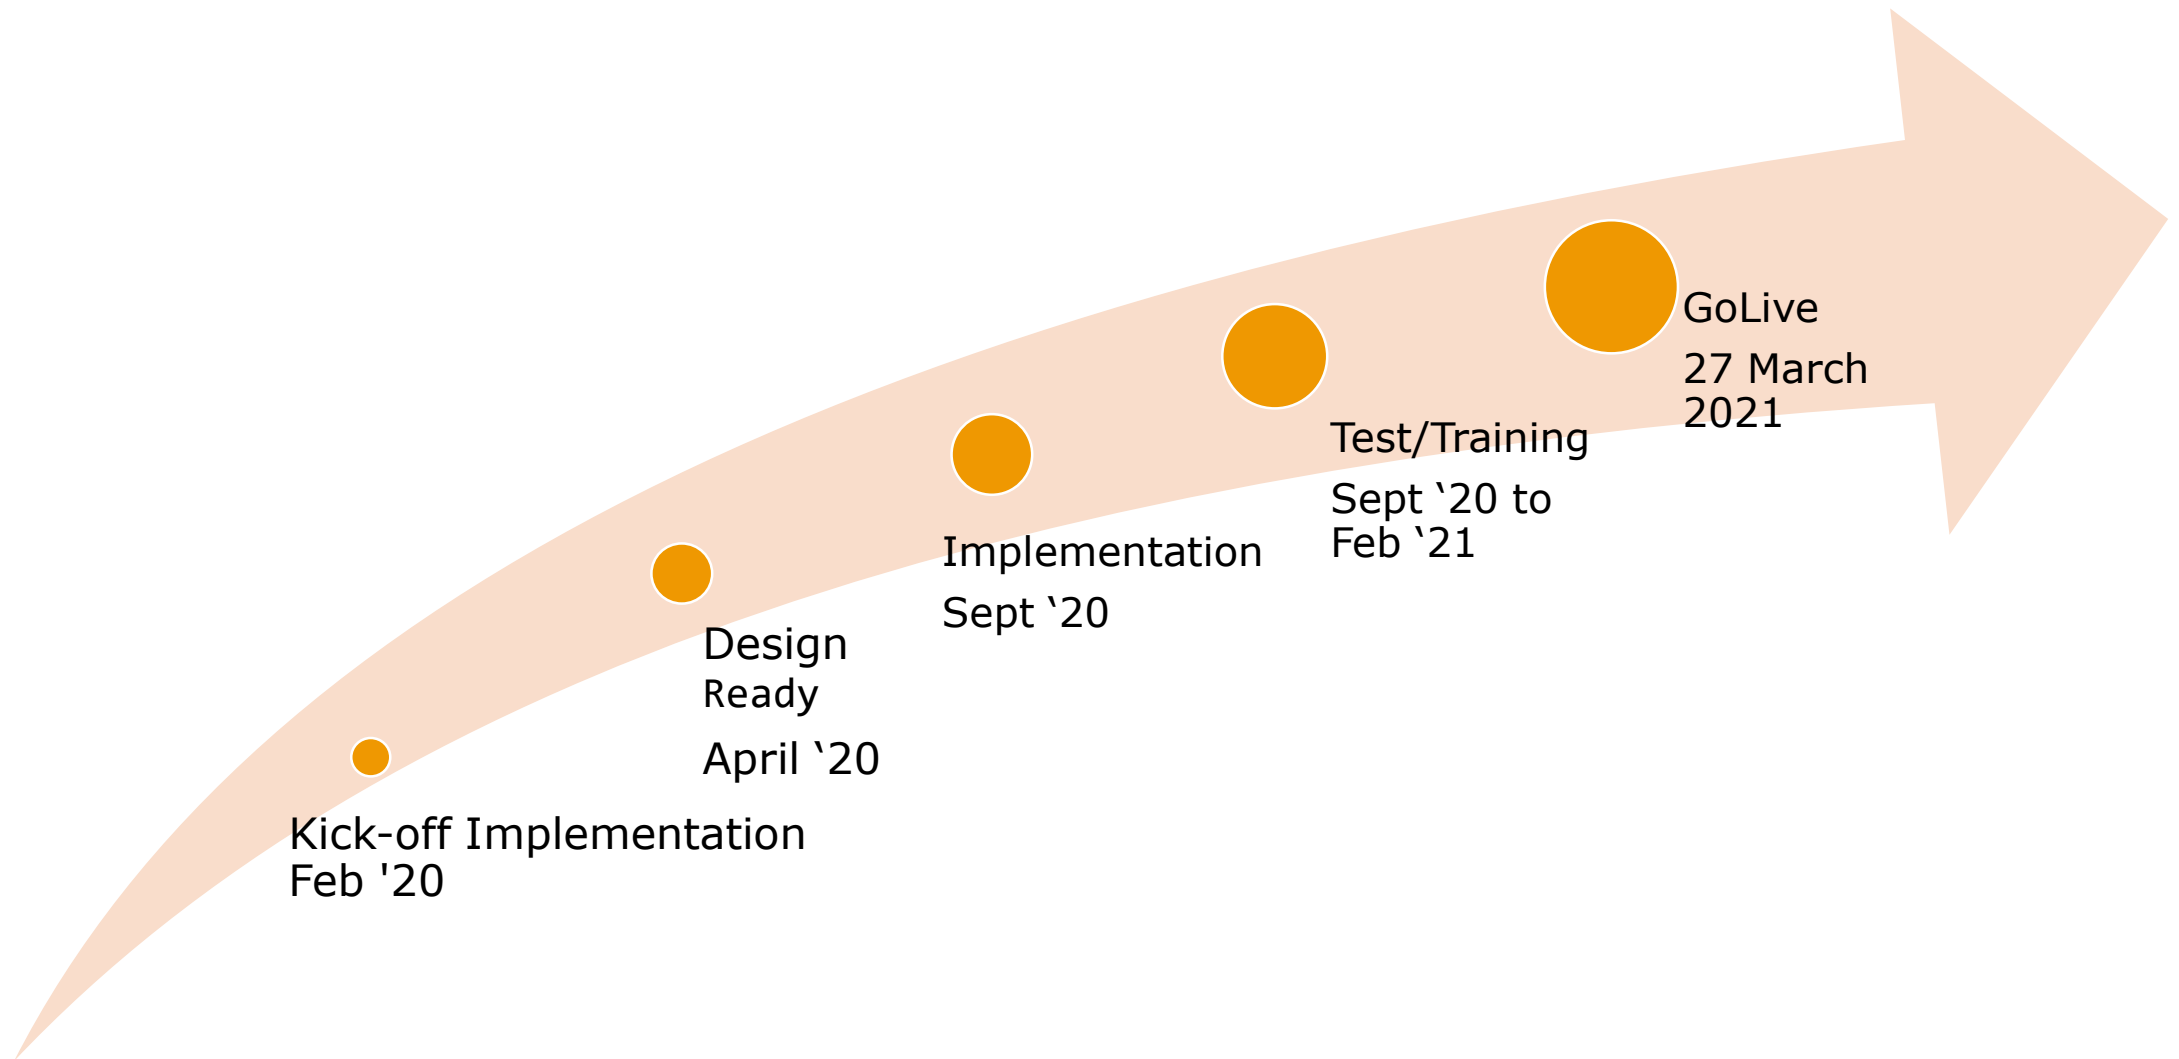 Kick-off Implementation
Feb '20
Design
Ready
April ‘20
Implementation
Sept ‘20
Test/Training
Sept ‘20 to
Feb ‘21
GoLive
27 March
2021